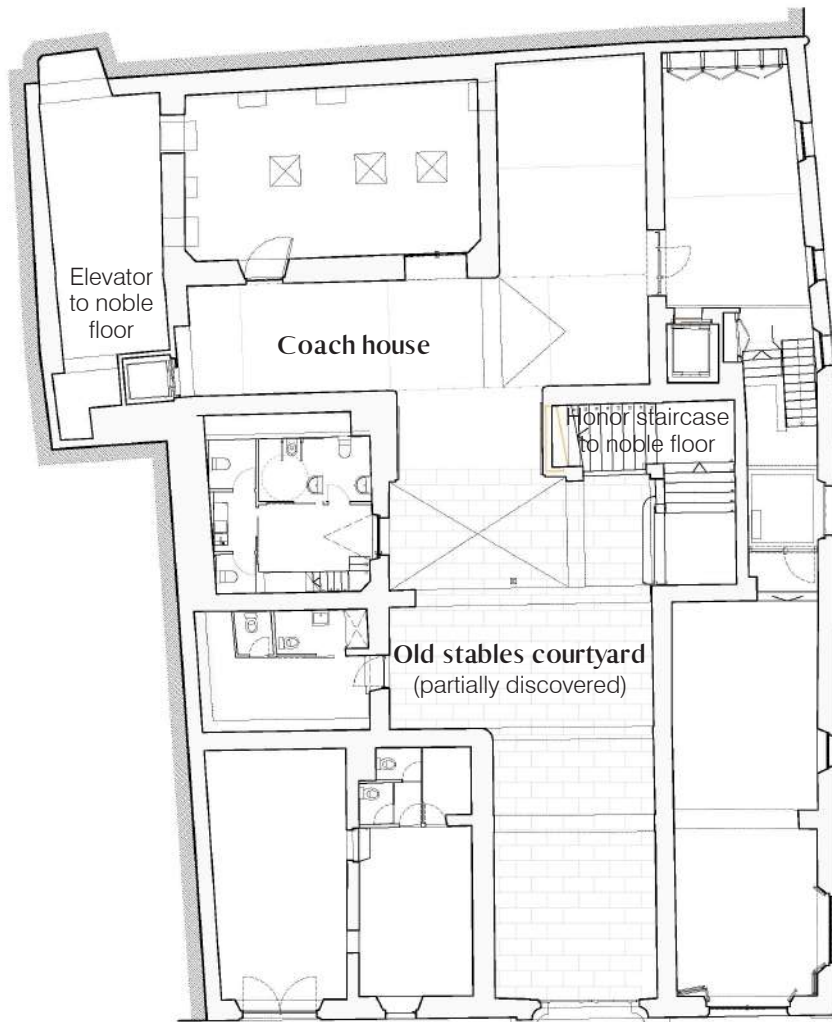 Elevator
to noble
floor
Coach house
Honor staircase
to noble floor
Old stables courtyard
(partially discovered)